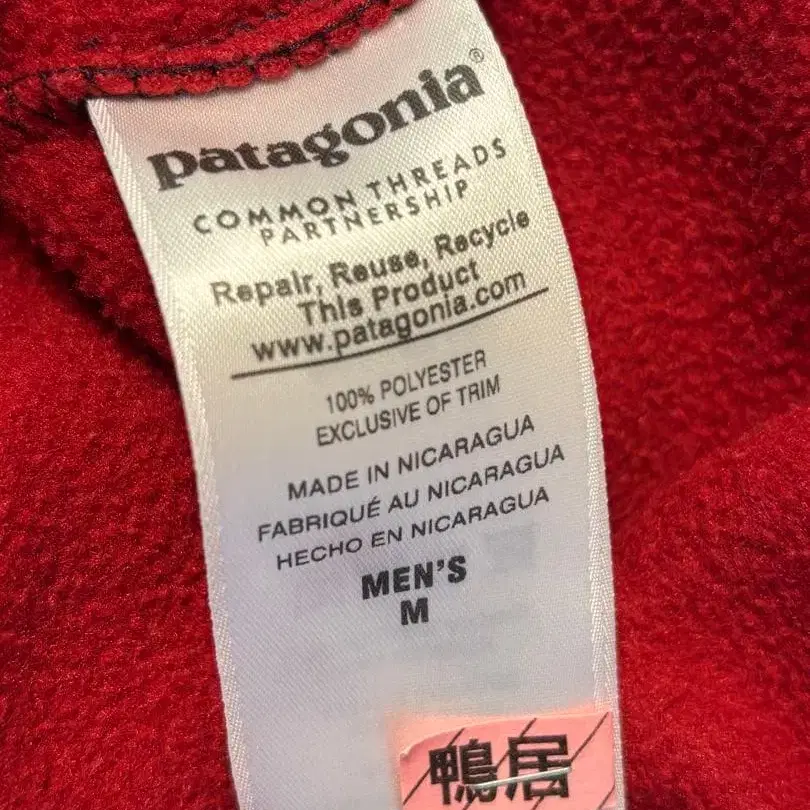 patagonia®
COMMON THREADS
PARTNERSHIP
Repair, Reuse, Recycle
This Product
www.patagonia.com
100% POLYESTER
EXCLUSIVE OF TRIM
MADE IN NICARAGUA
FABRIQUÉ AU NICARAGUA
HECHO EN NICARAGUA
MEN'S
M
鴨居